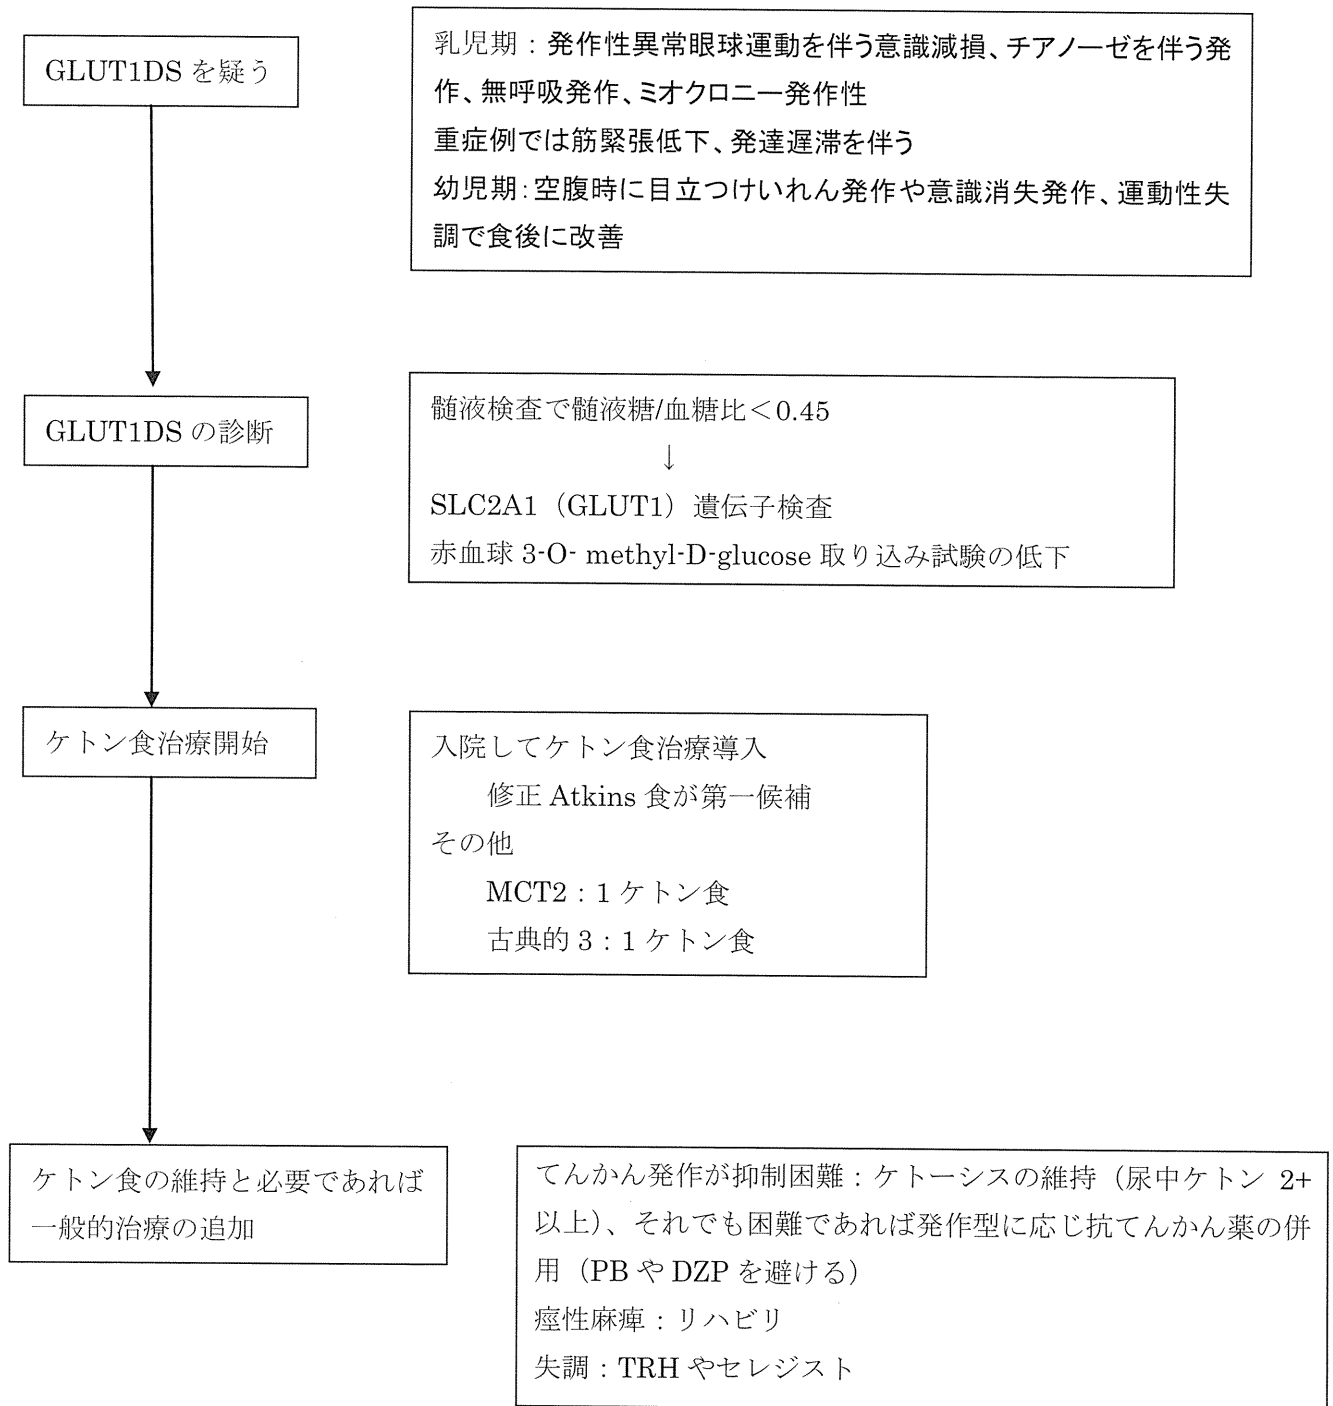 GLUT1DS を疑う
乳児期：発作性異常眼球運動を伴う意識減損、チアノーゼを伴う発
作、無呼吸発作、ミオクロニー発作性
重症例では筋緊張低下、発達遅滞を伴う
幼児期：空腹時に目立つけいれん発作や意識消失発作、運動性失
調で食後に改善
GLUT1DS の診断
髄液検査で髄液糖/血糖比＜0.45
↓
SLC2A1（GLUT1）遺伝子検査
赤血球 3-O- methyl-D-glucose 取り込み試験の低下
ケトン食治療開始
入院してケトン食治療導入
修正 Atkins 食が第一候補
その他
MCT2：1 ケトン食
古典的 3：1 ケトン食
ケトン食の維持と必要であれば
一般的治療の追加
てんかん発作が抑制困難：ケトーシスの維持（尿中ケトン 2+
以上）、それでも困難であれば発作型に応じ抗てんかん薬の併
用（PB や DZP を避ける）
痙性麻痺：リハビリ
失調：TRH やセレジスト